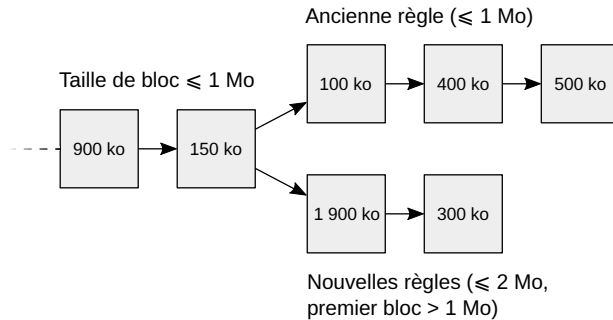 Ancienne règle (⩽ 1 Mo)
Taille de bloc ⩽ 1 Mo
100 ko
400 ko
500 ko
900 ko
150 ko
1 900 ko
300 ko
Nouvelles règles (⩽ 2 Mo,
premier bloc > 1 Mo)